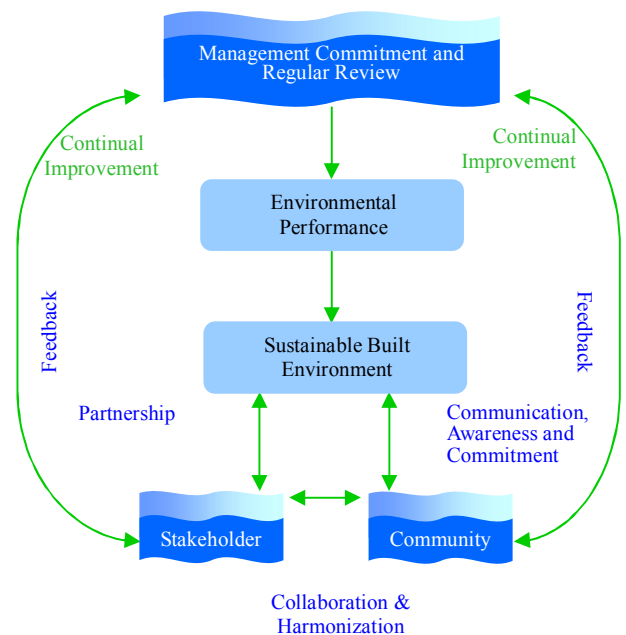 Management Commitment and
Regular Review
Continual
Improvement
Continual
Improvement
Environmental
Performance
Feedback
Feedback
Sustainable Built
Environment
Partnership
Communication,
Awareness and
Commitment
Stakeholder
Community
Collaboration &
Harmonization